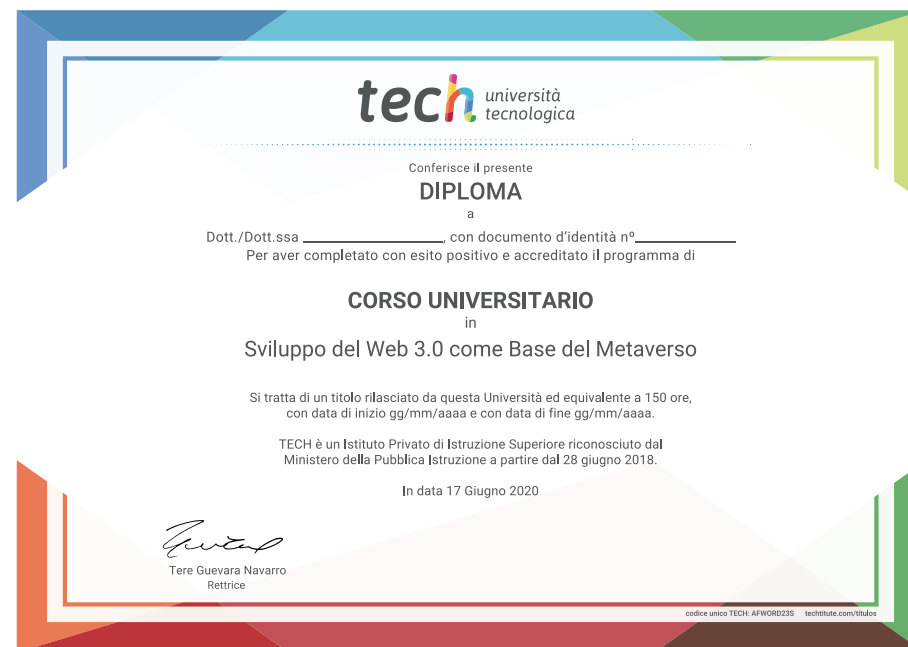 tech università
tecnologica
Conferisce il presente
DIPLOMA
a
Dott./Dott.ssa ____________________, con documento d'identità nº______________
Per aver completato con esito positivo e accreditato il programma di
CORSO UNIVERSITARIO
in
Sviluppo del Web 3.0 come Base del Metaverso
Si tratta di un titolo rilasciato da questa Università ed equivalente a 150 ore,
con data di inizio gg/mm/aaaa e con data di fine gg/mm/aaaa.
TECH è un Istituto Privato di Istruzione Superiore riconosciuto dal
Ministero della Pubblica Istruzione a partire dal 28 giugno 2018.
In data 17 Giugno 2020
Tere Guevara Navarro
Rettrice
codice unico TECH: AFWORD23S techtitute.com/titulos